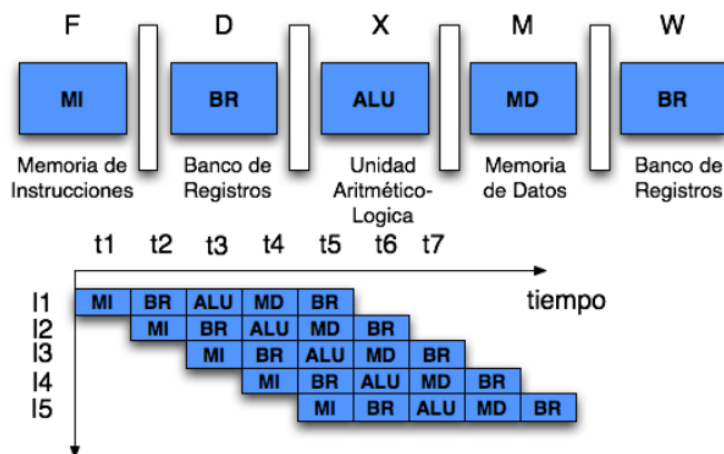 F D X M W
MI BR ALU MD BR
Memoria de Instrucciones
Banco de Registros
Unidad Aritmético-Logica
Memoria de Datos
Banco de Registros
t1 t2 t3 t4 t5 t6 t7
tiempo
I1 MI BR ALU MD BR
I2 MI BR ALU MD BR
I3 MI BR ALU MD BR
I4 MI BR ALU MD BR
I5 MI BR ALU MD BR